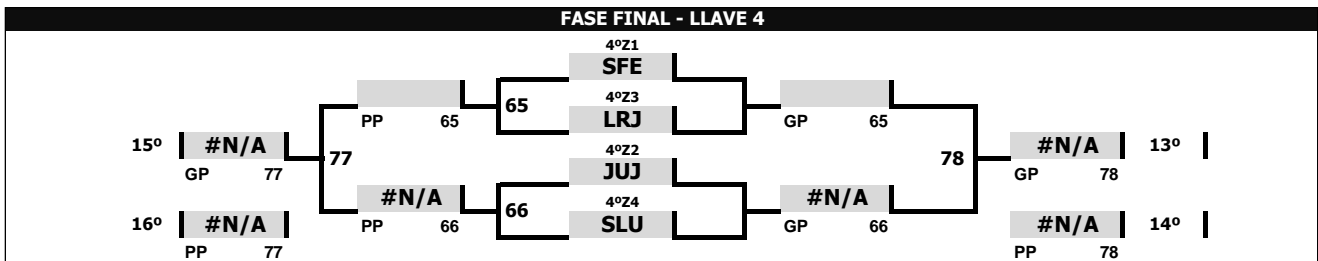 FASE FINAL - LLAVE 4
4ºZ1
SFE
65
4ºZ3
PP 65
LRJ
GP 65
15º #N/A
77
78
#N/A 13º
GP 77
4ºZ2
JUJ
GP 78
#N/A
66
4ºZ4
#N/A
16º #N/A
PP 66
SLU
GP 66
#N/A 14º
PP 77
PP 78